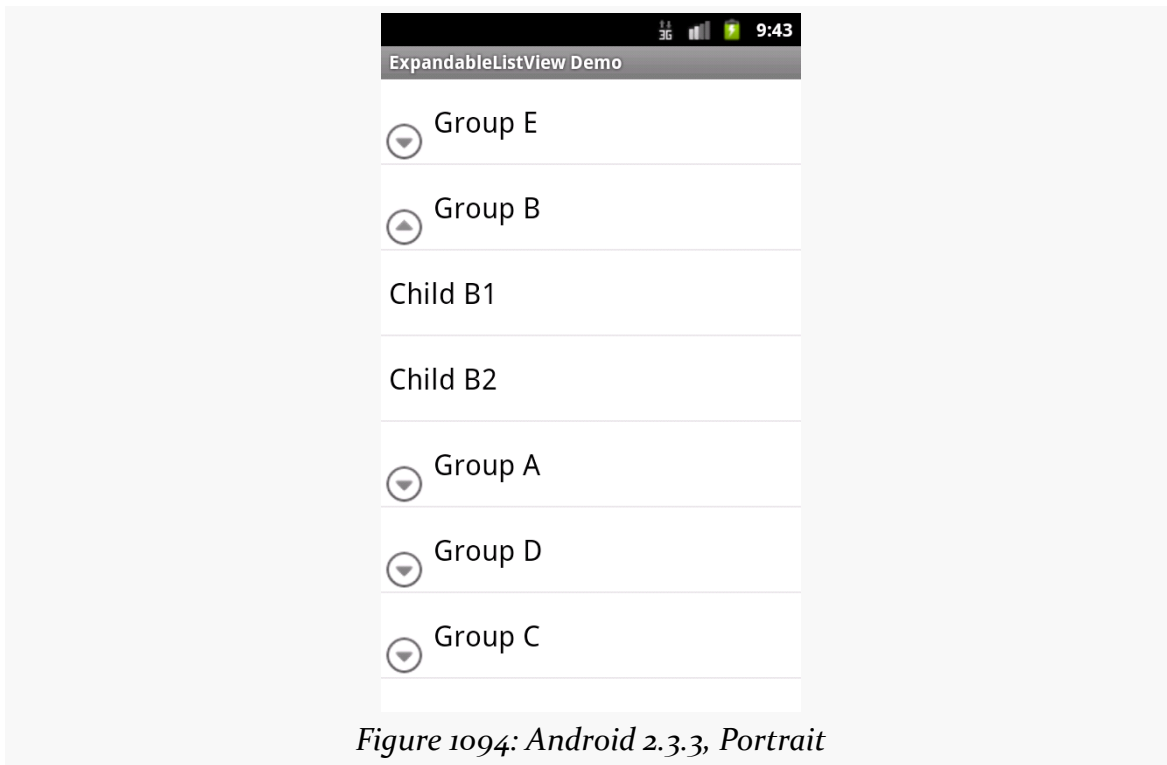 3G 9:43
ExpandableListView Demo
Group E
Group B
Child B1
Child B2
Group A
Group D
Group C
Figure 1094: Android 2.3.3, Portrait